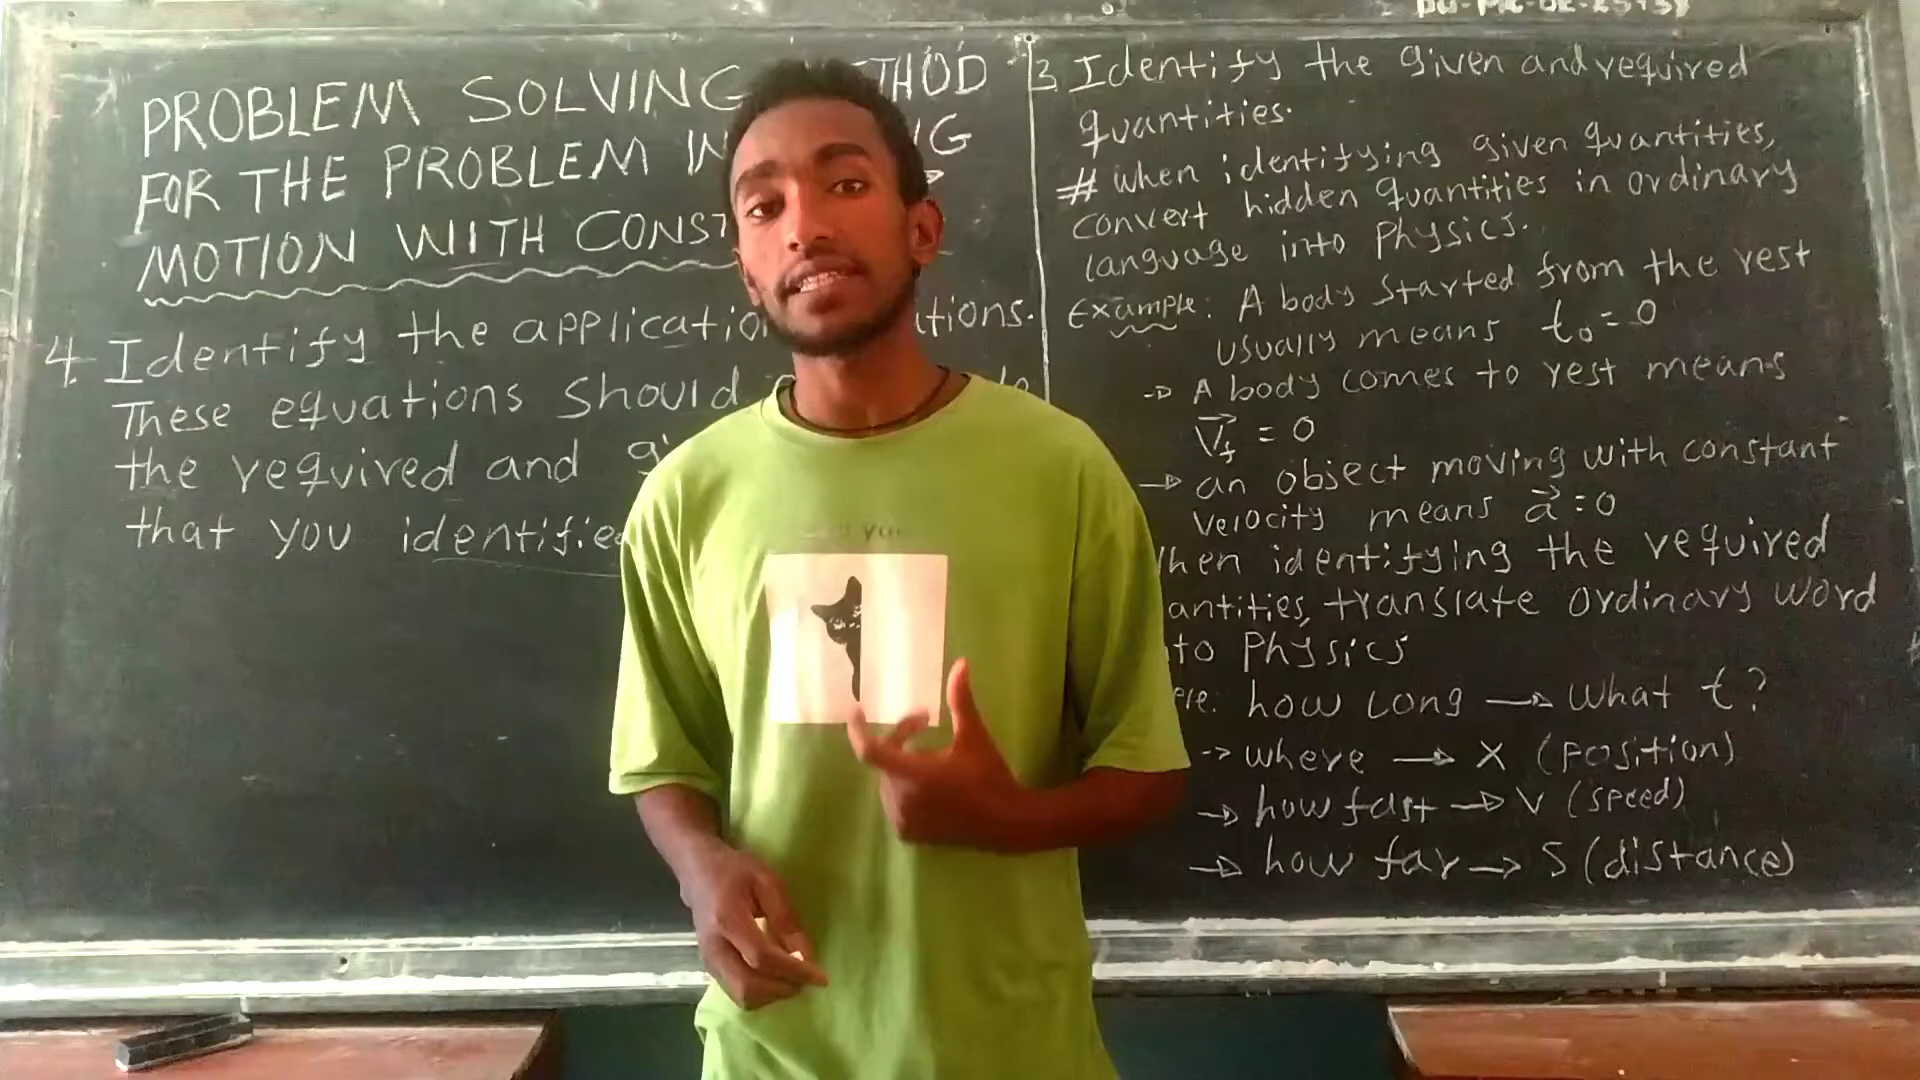 PROBLEM SOLVING THOD
FOR THE PROBLEM
MOTION WITH CONST
4. Identify the
These equations should
the required and
that you identified
3. Identify the given and required
quantities.
# when identifying given quantities,
convert hidden quantities in ordinary
language into physics.
Example: A body started from the rest
usually means t₀ = 0
→ A body comes to rest means
V⃗f = 0
→ an object moving with constant
velocity means a⃗ = 0
hen identifying the required
antities, translate ordinary word
to physics
how long → what t?
→ where → X (position)
→ how fast → V (speed)
→ how far → S (distance)